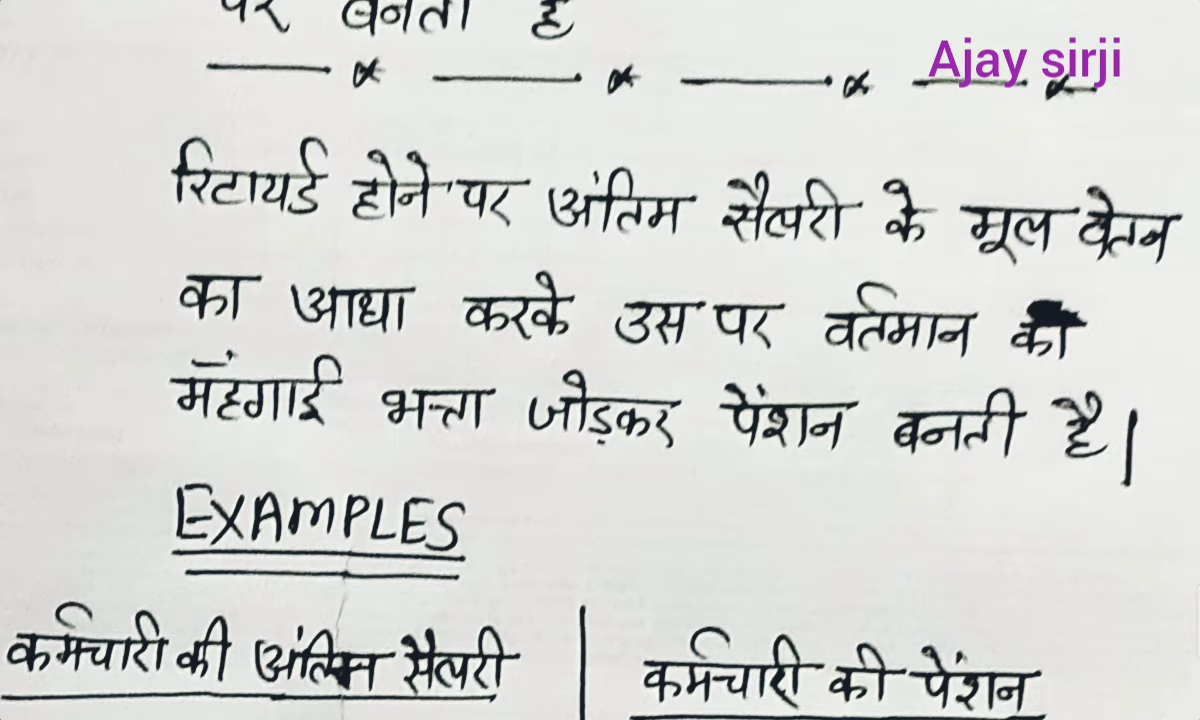 पर बनता है
Ajay sirji
रिटायर्ड होने पर अंतिम सैलरी के मूल वेतन
का आधा करके उस पर वर्तमान का
मँहगाई भत्ता जोड़कर पेंशन बनती है।
EXAMPLES
कर्मचारी की अंतिम सैलरी | कर्मचारी की पेंशन